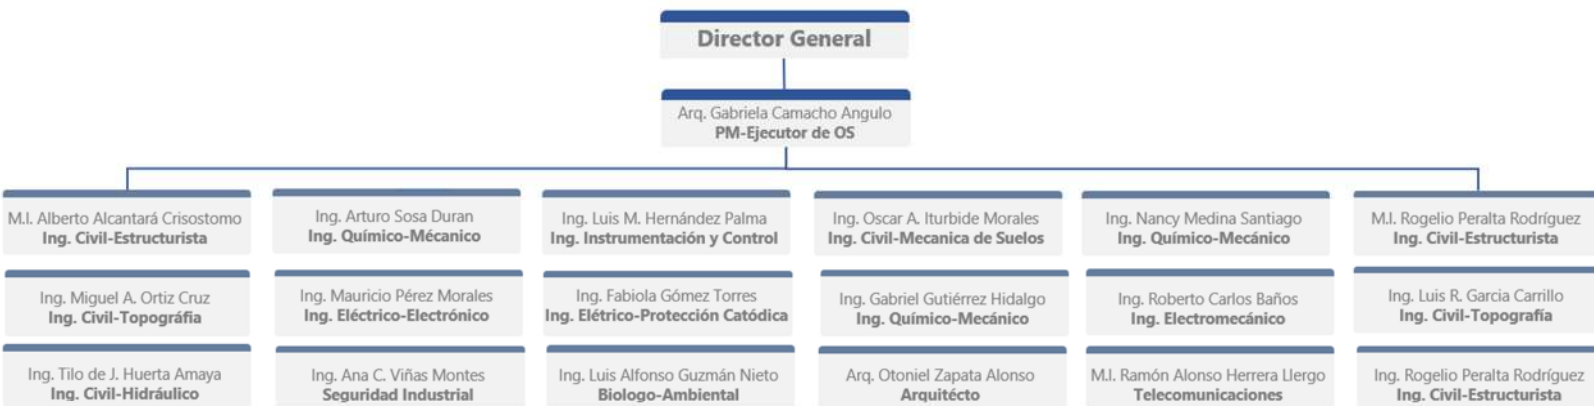 Director General
Arq. Gabriela Camacho Angulo
PM-Ejecutor de OS
M.I. Alberto Alcantará Crisostomo
Ing. Civil-Estructurista
Ing. Arturo Sosa Duran
Ing. Químico-Mécanico
Ing. Luis M. Hernández Palma
Ing. Instrumentación y Control
Ing. Oscar A. Iturbide Morales
Ing. Civil-Mecanica de Suelos
Ing. Nancy Medina Santiago
Ing. Químico-Mecánico
M.I. Rogelio Peralta Rodríguez
Ing. Civil-Estructurista
Ing. Miguel A. Ortiz Cruz
Ing. Civil-Topográfia
Ing. Mauricio Pérez Morales
Ing. Eléctrico-Electrónico
Ing. Fabiola Gómez Torres
Ing. Elétrico-Protección Catódica
Ing. Gabriel Gutiérrez Hidalgo
Ing. Químico-Mecánico
Ing. Roberto Carlos Baños
Ing. Electromecánico
Ing. Luis R. Garcia Carrillo
Ing. Civil-Topografía
Ing. Tilo de J. Huerta Amaya
Ing. Civil-Hidráulico
Ing. Ana C. Viñas Montes
Seguridad Industrial
Ing. Luis Alfonso Guzmán Nieto
Biologo-Ambiental
Arq. Otoniel Zapata Alonso
Arquitécto
M.I. Ramón Alonso Herrera Llergo
Telecomunicaciones
Ing. Rogelio Peralta Rodríguez
Ing. Civil-Estructurista